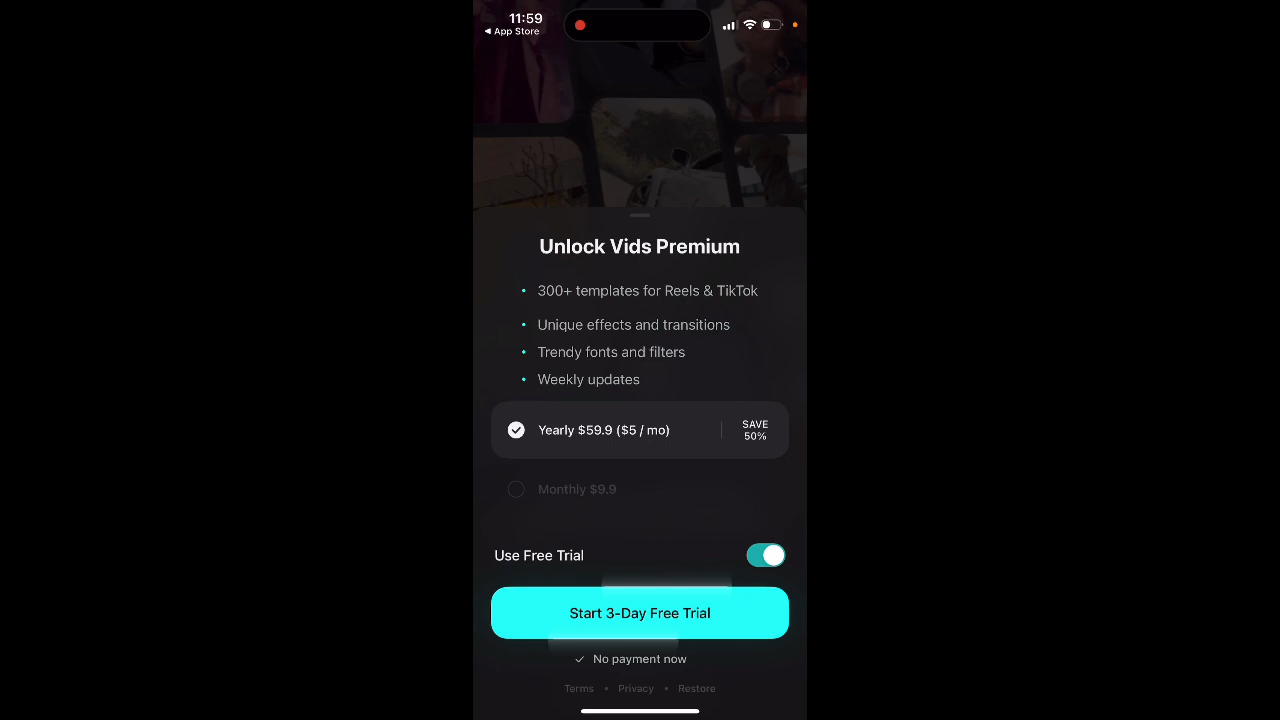 11:59
◀ App Store
Unlock Vids Premium
• 300+ templates for Reels & TikTok
• Unique effects and transitions
• Trendy fonts and filters
• Weekly updates
Yearly $59.9 ($5 / mo)
SAVE
50%
Monthly $9.9
Use Free Trial
Start 3-Day Free Trial
✓ No payment now
Terms • Privacy • Restore